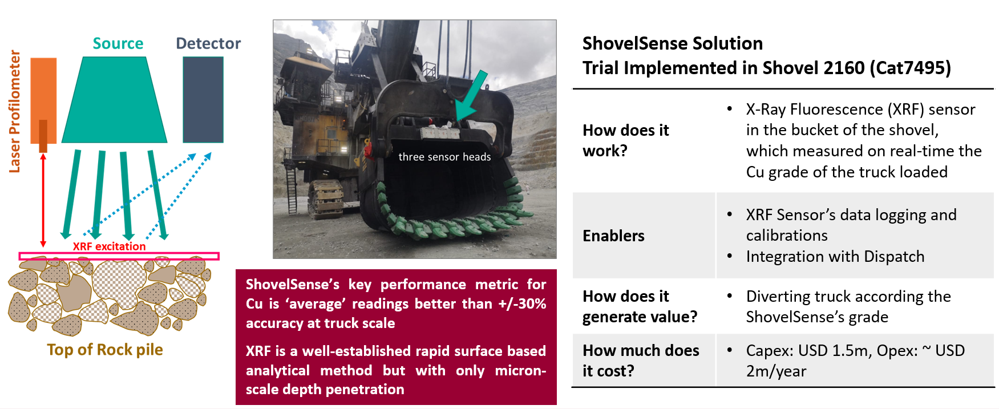 Source
Detector
Laser Profilometer
XRF excitation
Top of Rock pile
three sensor heads
ShovelSense's key performance metric for
Cu is 'average' readings better than +/-30%
accuracy at truck scale
XRF is a well-established rapid surface based
analytical method but with only micron-
scale depth penetration
ShovelSense Solution
Trial Implemented in Shovel 2160 (Cat7495)
How does it
work?
• X-Ray Fluorescence (XRF) sensor
in the bucket of the shovel,
which measured on real-time the
Cu grade of the truck loaded
Enablers
• XRF Sensor's data logging and
calibrations
• Integration with Dispatch
How does it
generate value?
• Diverting truck according the
ShovelSense's grade
How much does
it cost?
• Capex: USD 1.5m, Opex: ~ USD
2m/year